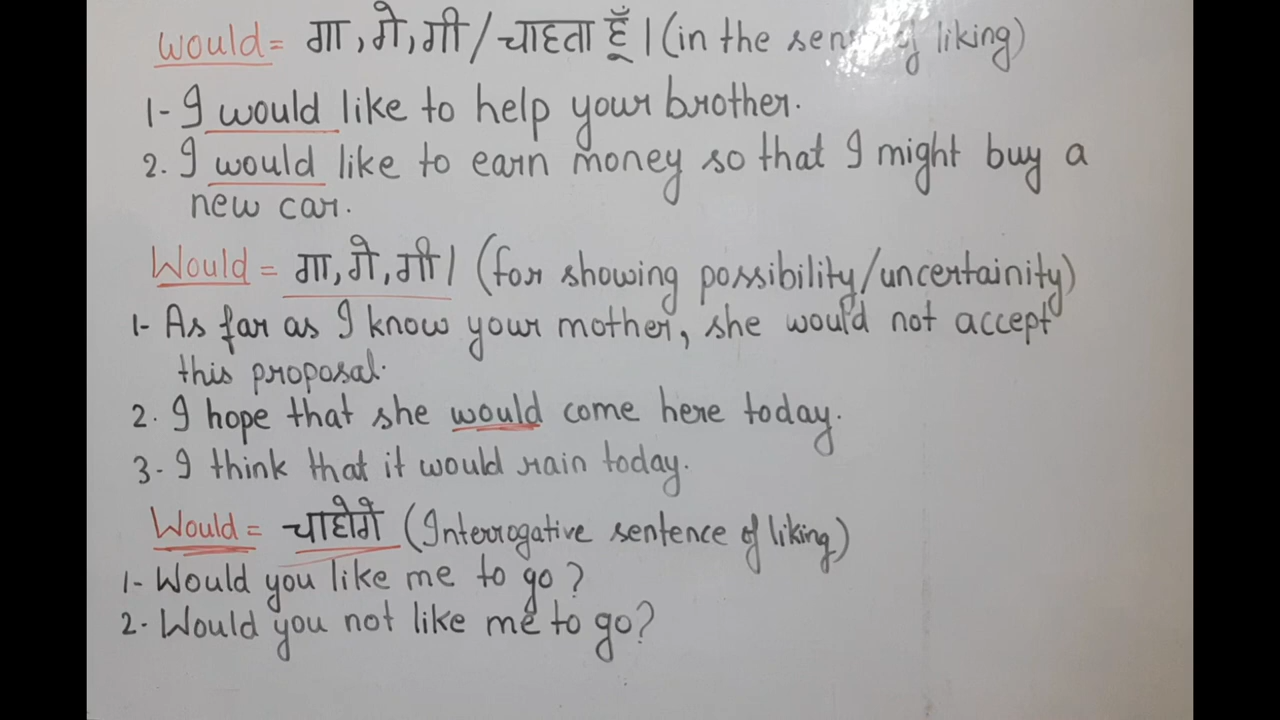 would = गा, गे, गी / चाहता हूँ । (in the sense of liking)
1- I would like to help your brother.
2. I would like to earn money so that I might buy a
new car.
Would = गा, गे, गी । (for showing possibility/uncertainity)
1- As far as I know your mother, she would not accept
this proposal.
2. I hope that she would come here today.
3- I think that it would rain today.
Would = चाहोगे (Interrogative sentence of liking)
1- Would you like me to go?
2- Would you not like me to go?